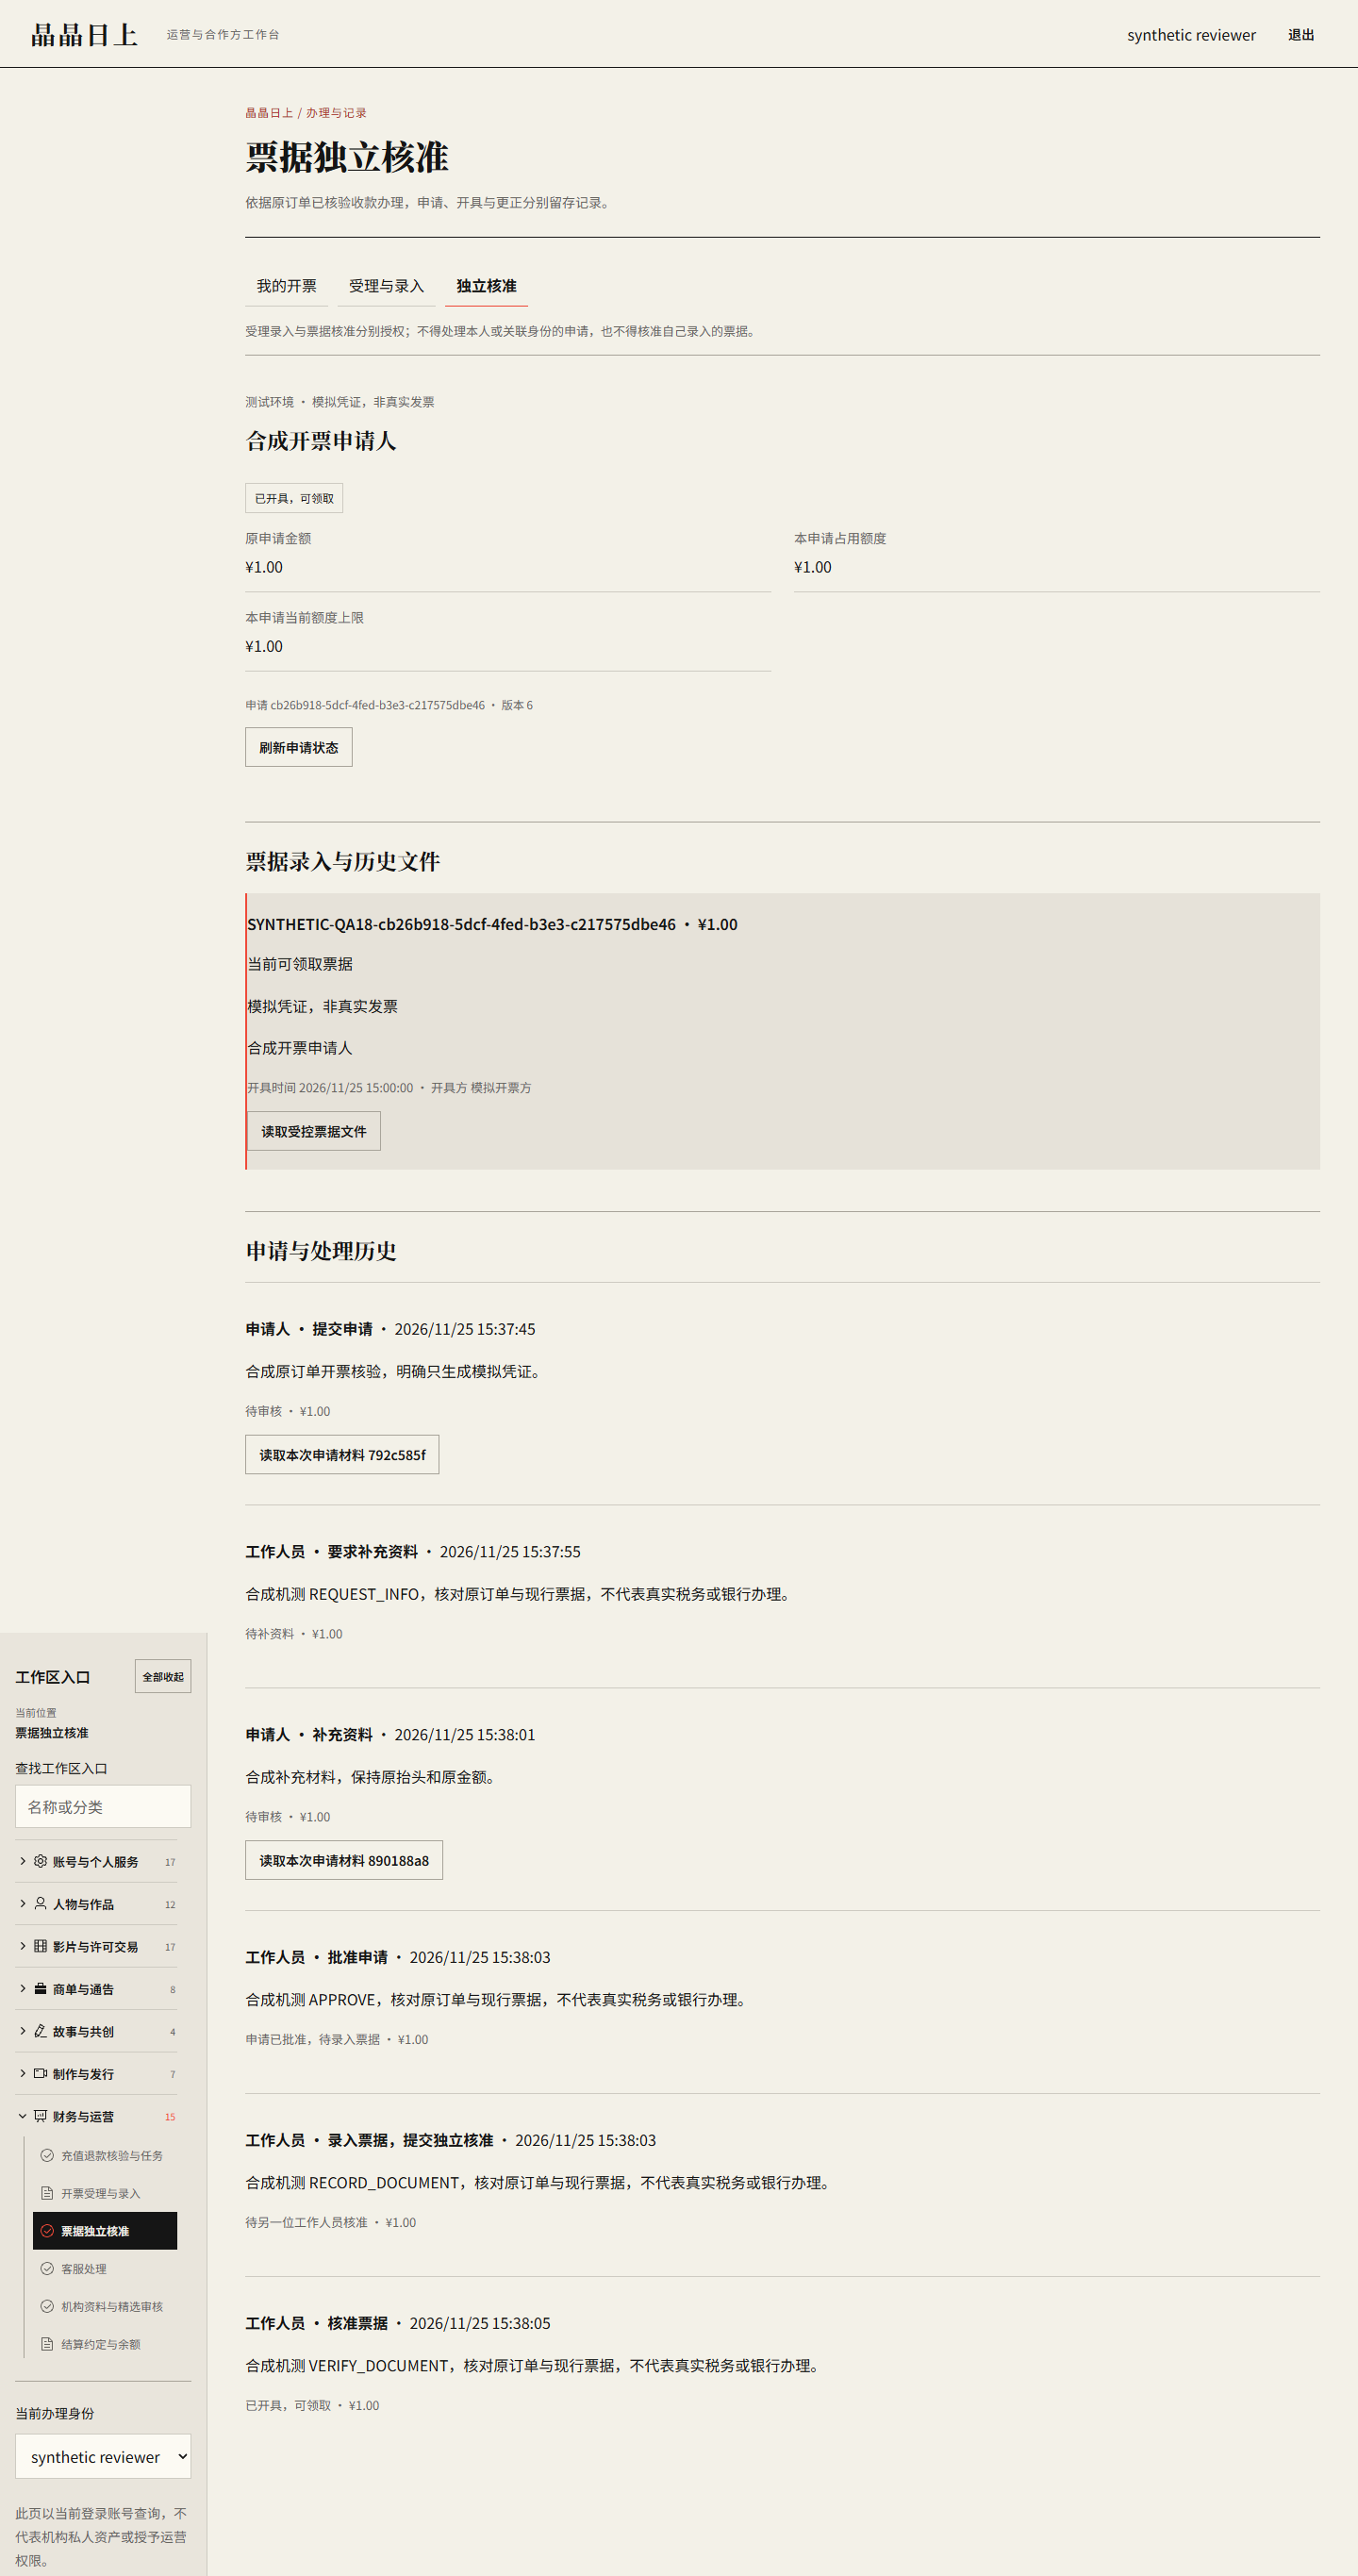 晶晶日上
运营与合作方工作台
synthetic reviewer
退出
晶晶日上 / 办理与记录
票据独立核准
依据原订单已核验收款办理，申请、开具与更正分别留存记录。
我的开票
受理与录入
独立核准
受理录入与票据核准分别授权；不得处理本人或关联身份的申请，也不得核准自己录入的票据。
测试环境 · 模拟凭证，非真实发票
合成开票申请人
已开具，可领取
原申请金额
¥1.00
本申请占用额度
¥1.00
本申请当前额度上限
¥1.00
申请 cb26b918-5dcf-4fed-b3e3-c217575dbe46 · 版本 6
刷新申请状态
票据录入与历史文件
SYNTHETIC-QA18-cb26b918-5dcf-4fed-b3e3-c217575dbe46 · ¥1.00
当前可领取票据
模拟凭证，非真实发票
合成开票申请人
开具时间 2026/11/25 15:00:00 · 开具方 模拟开票方
读取受控票据文件
申请与处理历史
申请人 · 提交申请 · 2026/11/25 15:37:45
合成原订单开票核验，明确只生成模拟凭证。
待审核 · ¥1.00
读取本次申请材料 792c585f
工作人员 · 要求补充资料 · 2026/11/25 15:37:55
合成机测 REQUEST_INFO，核对原订单与现行票据，不代表真实税务或银行办理。
待补资料 · ¥1.00
申请人 · 补充资料 · 2026/11/25 15:38:01
合成补充材料，保持原抬头和原金额。
待审核 · ¥1.00
读取本次申请材料 890188a8
工作人员 · 批准申请 · 2026/11/25 15:38:03
合成机测 APPROVE，核对原订单与现行票据，不代表真实税务或银行办理。
申请已批准，待录入票据 · ¥1.00
工作人员 · 录入票据，提交独立核准 · 2026/11/25 15:38:03
合成机测 RECORD_DOCUMENT，核对原订单与现行票据，不代表真实税务或银行办理。
待另一位工作人员核准 · ¥1.00
工作人员 · 核准票据 · 2026/11/25 15:38:05
合成机测 VERIFY_DOCUMENT，核对原订单与现行票据，不代表真实税务或银行办理。
已开具，可领取 · ¥1.00
工作区入口
全部收起
当前位置
票据独立核准
查找工作区入口
名称或分类
账号与个人服务 17
人物与作品 12
影片与许可交易 17
商单与通告 8
故事与共创 4
制作与发行 7
财务与运营 15
充值退款核验与任务
开票受理与录入
票据独立核准
客服处理
机构资料与精选审核
结算约定与余额
当前办理身份
synthetic reviewer
此页以当前登录账号查询，不
代表机构私人资产或授予运营
权限。